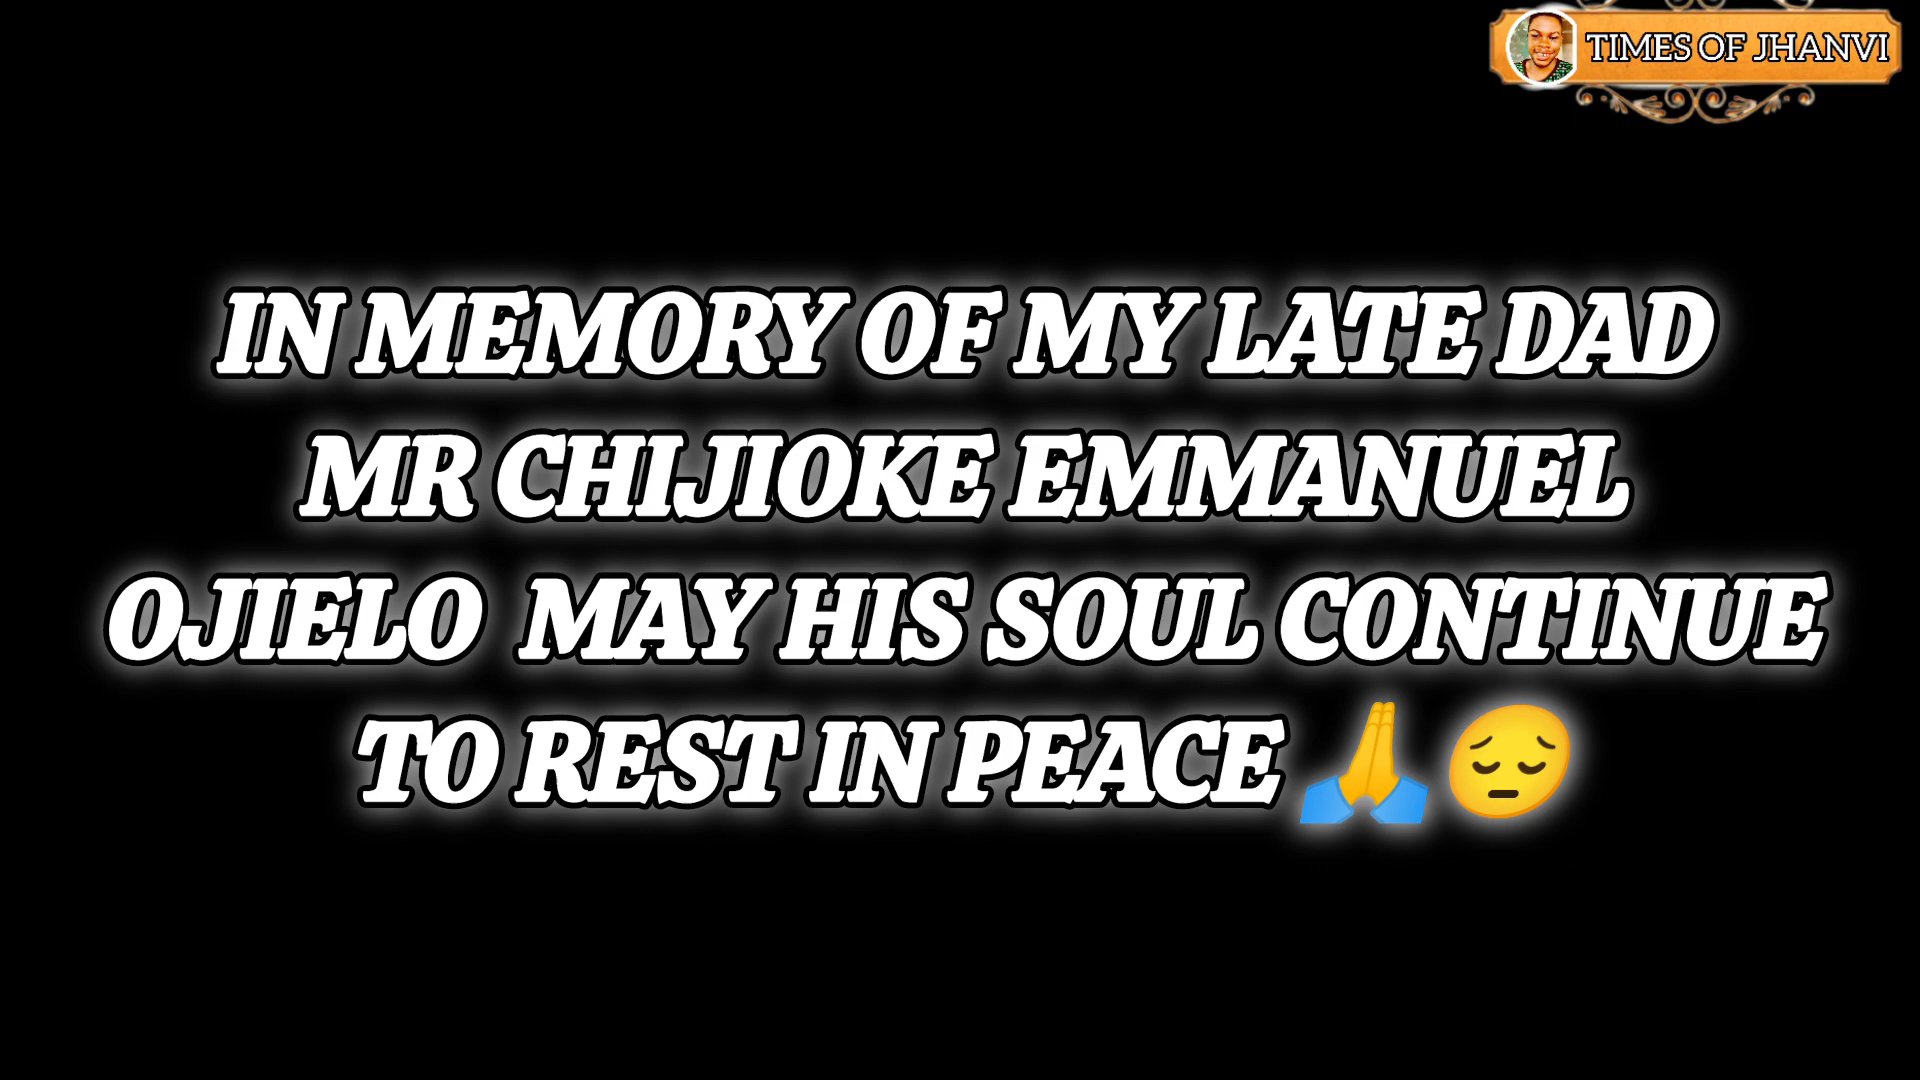 TIMES OF JHANVI
IN MEMORY OF MY LATE DAD
MR CHIJIOKE EMMANUEL
OJIELO MAY HIS SOUL CONTINUE
TO REST IN PEACE 🙏😔